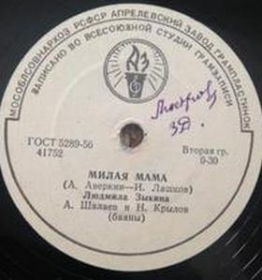 МОСОБЛСОВНАРХОЗ РСФСР АПРЕЛЕВСКИЙ ЗАВОД ГРАМПЛАСТИНОК
ЗАПИСАНО ВО ВСЕСОЮЗНОЙ СТУДИИ ГРАМЗАПИСИ
ГОСТ 5289-56
41752
Вторая гр.
0-30
МИЛАЯ МАМА
(А. Аверкин—И. Лашков)
Людмила Зыкина
А. Шалаев и Н. Крылов
(баяны)